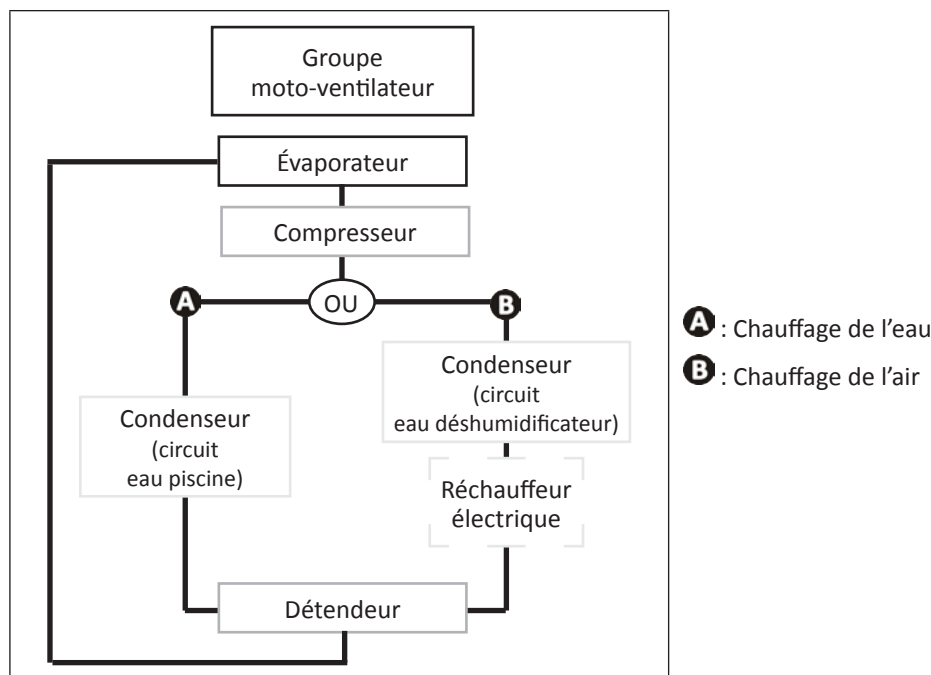 Groupe
moto-ventilateur
Évaporateur
Compresseur
A
OU
B
Condenseur
(circuit
eau piscine)
Condenseur
(circuit
eau déshumidificateur)
Réchauffeur
électrique
Détendeur
A : Chauffage de l'eau
B : Chauffage de l'air